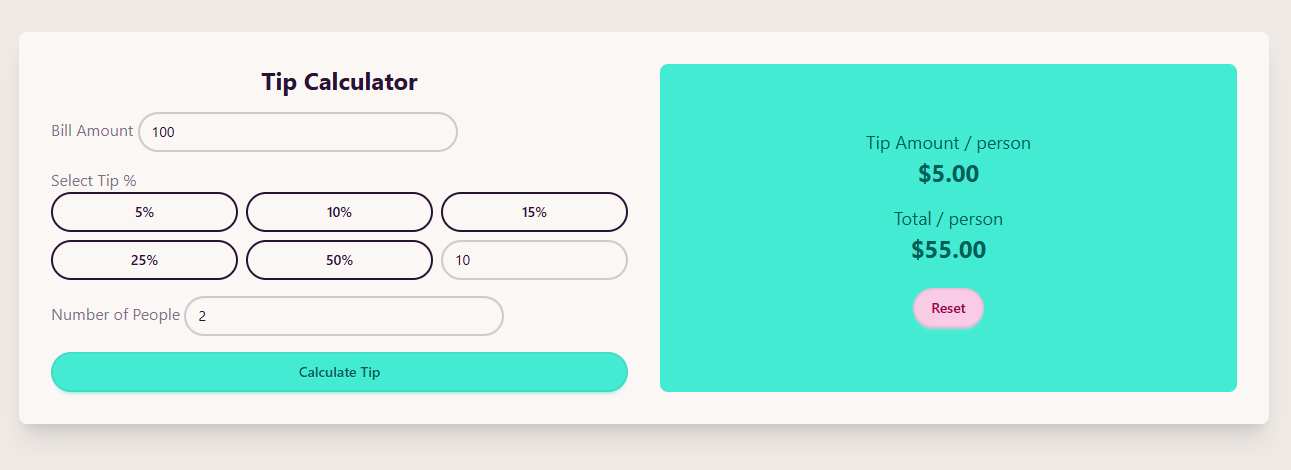 Tip Calculator
Bill Amount 100
Select Tip %
5% 10% 15%
25% 50% 10
Number of People 2
Calculate Tip
Tip Amount / person
$5.00
Total / person
$55.00
Reset